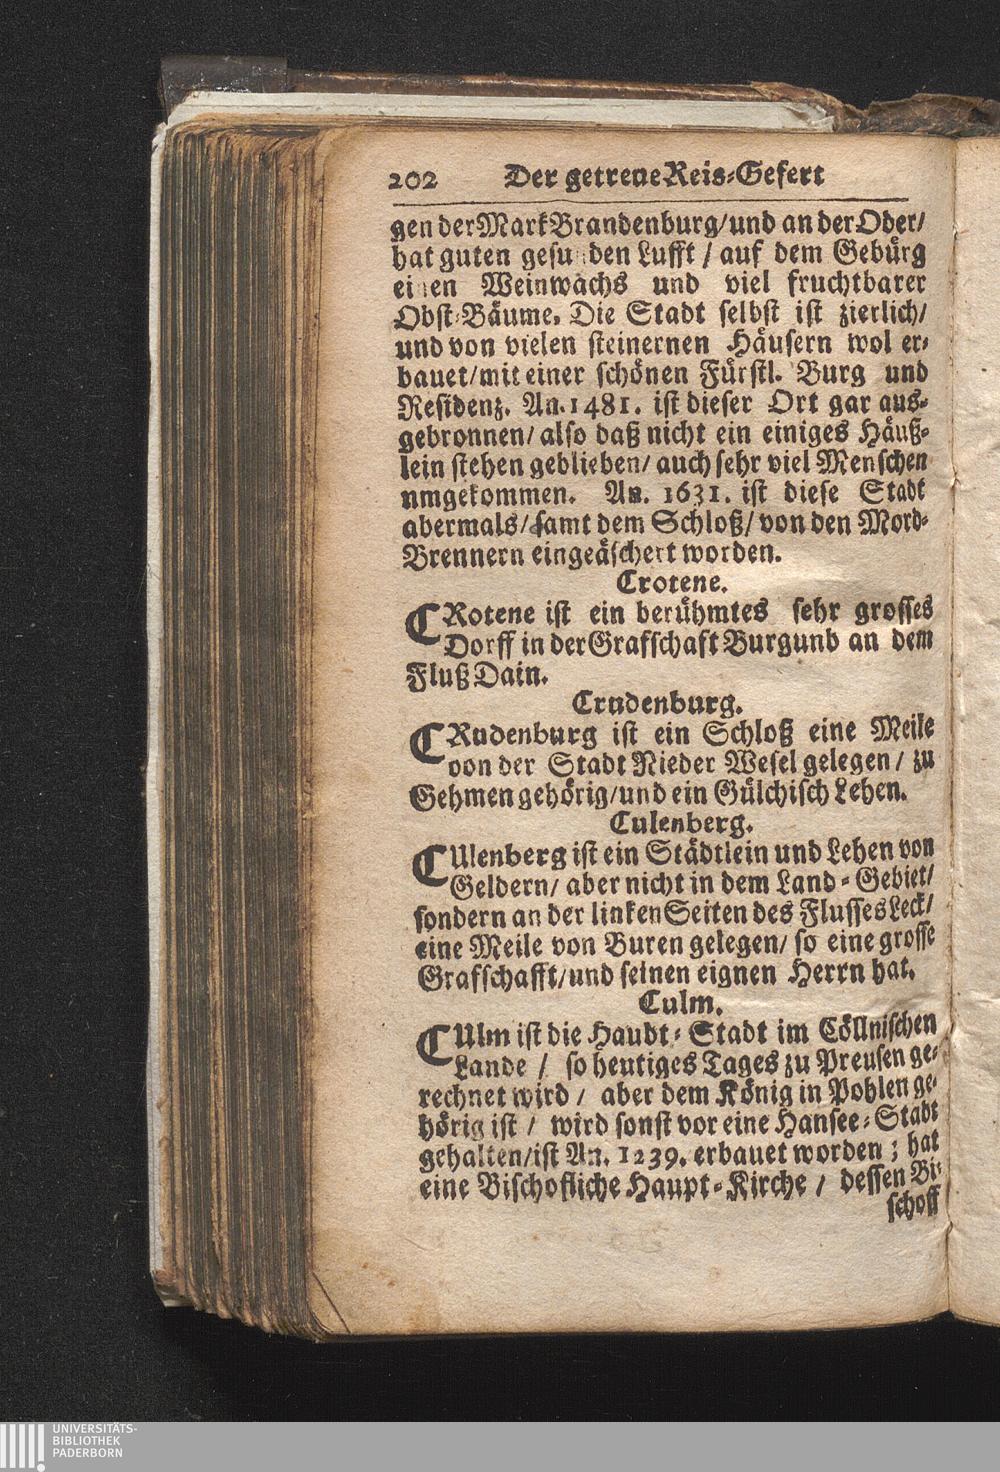 202 Der getreue Reis-Gefert
gen der Mark Brandenburg/und an der Oder/
hat guten gesunden Lufft / auf dem Gebürg
einen Weinwachs und viel fruchtbarer
Obst-Bäume. Die Stadt selbst ist zierlich/
und von vielen steinernen Häusern wol er-
bauet/mit einer schönen Fürstl. Burg und
Residenz. An. 1481. ist dieser Ort gar aus-
gebronnen/ also daß nicht ein einiges Häuß-
lein stehen geblieben/ auch sehr viel Menschen
umgekommen. An. 1631. ist diese Stadt
abermals/ samt dem Schloß/ von den Mord-
Brennern eingeäschert worden.
Crotene.
CRotene ist ein berühmtes sehr grosses
Dorff in der Grafschaft Burgund an dem
Fluß Dain.
Crudenburg.
CRudenburg ist ein Schloß eine Meile
von der Stadt Nieder Wesel gelegen / zu
Gehmen gehörig/und ein Gülchisch Lehen.
Culenberg.
CUlenberg ist ein Städtlein und Lehen von
Geldern/ aber nicht in dem Land-Gebiet/
sondern an der linken Seiten des Flusses Leck/
eine Meile von Buren gelegen/ so eine grosse
Grafschafft/und seinen eignen Herrn hat.
Culm.
CUlm ist die Haubt-Stadt im Cöllnischen
Lande / so heutiges Tages zu Preusen ge-
rechnet wird / aber dem König in Pohlen ge-
hörig ist / wird sonst vor eine Hansee-Stadt
gehalten/ist An. 1239. erbauet worden ; hat
eine Bischofliche Haupt-Kirche / dessen Bi-
schoff
UNIVERSITÄTS-
BIBLIOTHEK
PADERBORN